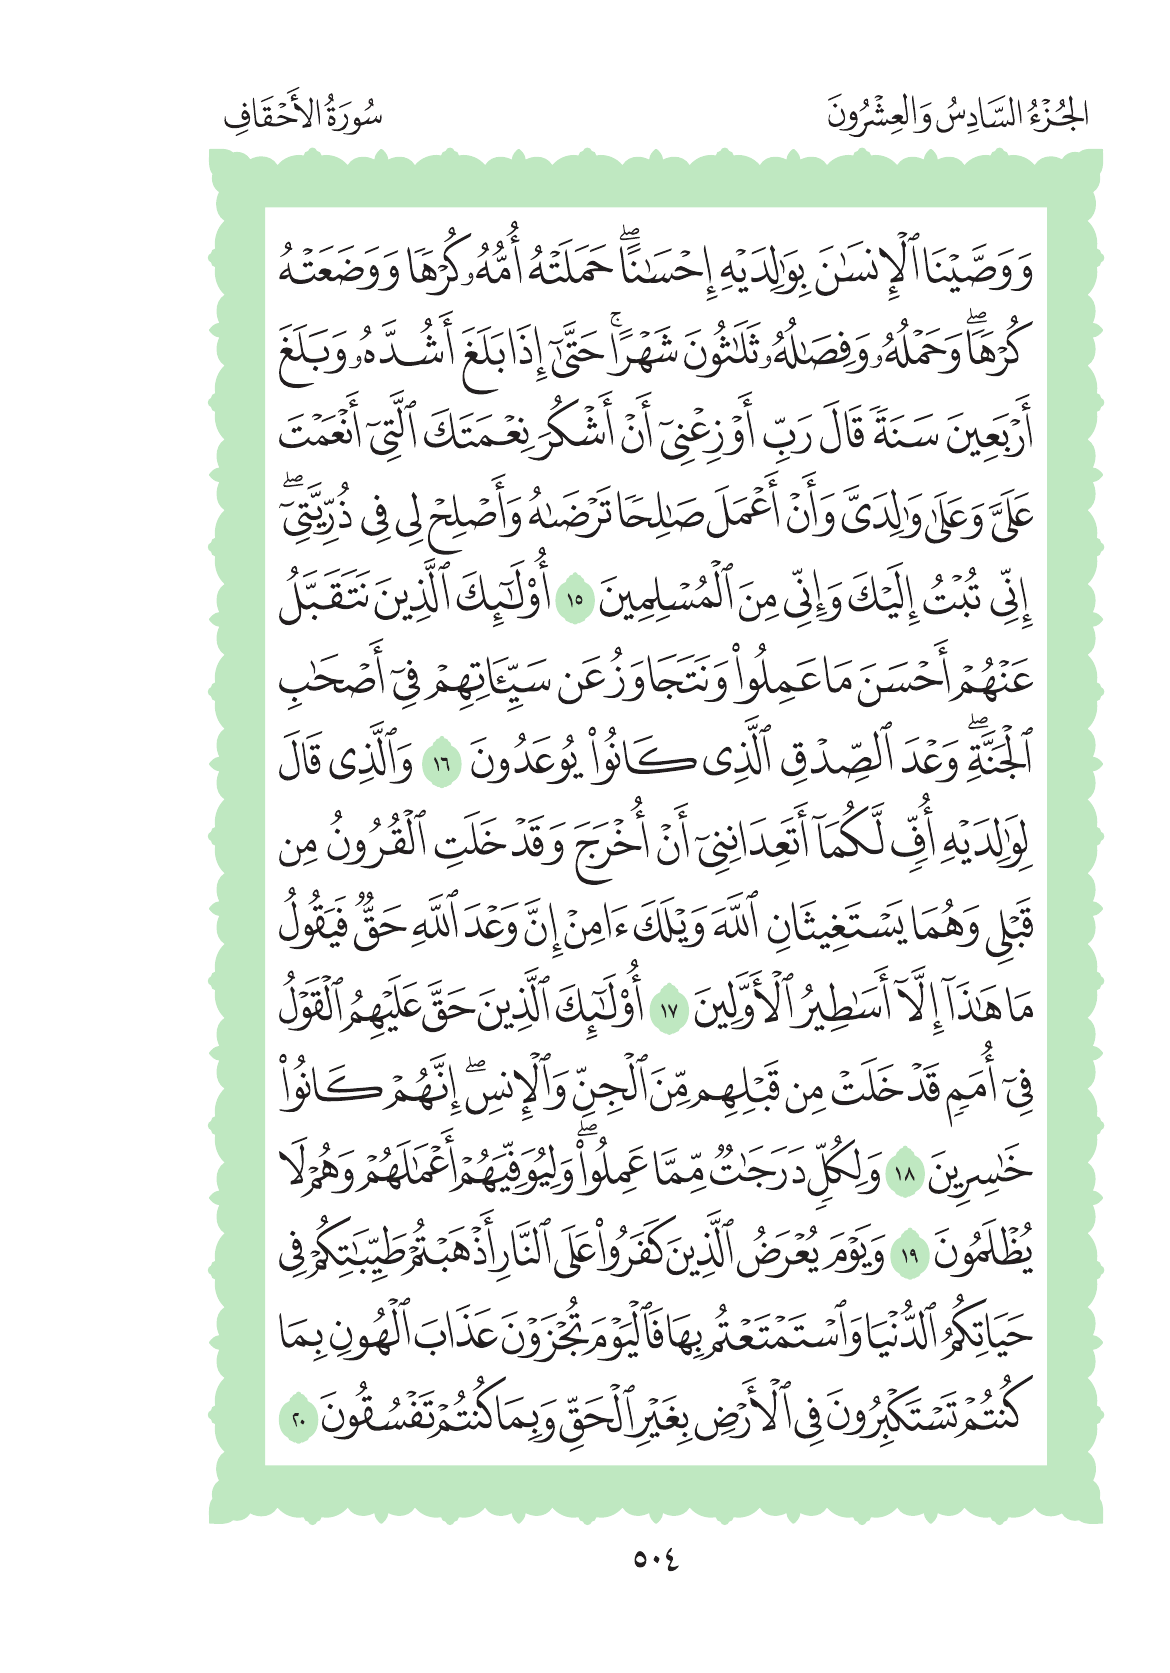 الجُزْءُ السَّادِسُ وَالعِشْرُونَ
سُورَةُ الأَحْقَافِ
وَوَصَّيْنَا ٱلْإِنسَٰنَ بِوَٰلِدَيْهِ إِحْسَٰنًاۖ حَمَلَتْهُ أُمُّهُۥ كُرْهًا وَوَضَعَتْهُ
كُرْهًاۖ وَحَمْلُهُۥ وَفِصَٰلُهُۥ ثَلَٰثُونَ شَهْرًاۚ حَتَّىٰٓ إِذَا بَلَغَ أَشُدَّهُۥ وَبَلَغَ
أَرْبَعِينَ سَنَةً قَالَ رَبِّ أَوْزِعْنِىٓ أَنْ أَشْكُرَ نِعْمَتَكَ ٱلَّتِىٓ أَنْعَمْتَ
عَلَىَّ وَعَلَىٰ وَٰلِدَىَّ وَأَنْ أَعْمَلَ صَٰلِحًا تَرْضَىٰهُ وَأَصْلِحْ لِى فِى ذُرِّيَّتِىٓۖ
إِنِّى تُبْتُ إِلَيْكَ وَإِنِّى مِنَ ٱلْمُسْلِمِينَ ١٥ أُو۟لَٰٓئِكَ ٱلَّذِينَ نَتَقَبَّلُ
عَنْهُمْ أَحْسَنَ مَا عَمِلُوا۟ وَنَتَجَاوَزُ عَن سَيِّـَٔاتِهِمْ فِىٓ أَصْحَٰبِ
ٱلْجَنَّةِۖ وَعْدَ ٱلصِّدْقِ ٱلَّذِى كَانُوا۟ يُوعَدُونَ ١٦ وَٱلَّذِى قَالَ
لِوَٰلِدَيْهِ أُفٍّ لَّكُمَآ أَتَعِدَانِنِىٓ أَنْ أُخْرَجَ وَقَدْ خَلَتِ ٱلْقُرُونُ مِن
قَبْلِى وَهُمَا يَسْتَغِيثَانِ ٱللَّهَ وَيْلَكَ ءَامِنْ إِنَّ وَعْدَ ٱللَّهِ حَقٌّ فَيَقُولُ
مَا هَٰذَآ إِلَّآ أَسَٰطِيرُ ٱلْأَوَّلِينَ ١٧ أُو۟لَٰٓئِكَ ٱلَّذِينَ حَقَّ عَلَيْهِمُ ٱلْقَوْلُ
فِىٓ أُمَمٍ قَدْ خَلَتْ مِن قَبْلِهِم مِّنَ ٱلْجِنِّ وَٱلْإِنسِۖ إِنَّهُمْ كَانُوا۟
خَٰسِرِينَ ١٨ وَلِكُلٍّ دَرَجَٰتٌ مِّمَّا عَمِلُوا۟ۖ وَلِيُوَفِّيَهُمْ أَعْمَٰلَهُمْ وَهُمْ لَا
يُظْلَمُونَ ١٩ وَيَوْمَ يُعْرَضُ ٱلَّذِينَ كَفَرُوا۟ عَلَى ٱلنَّارِ أَذْهَبْتُمْ طَيِّبَٰتِكُمْ فِى
حَيَاتِكُمُ ٱلدُّنْيَا وَٱسْتَمْتَعْتُم بِهَا فَٱلْيَوْمَ تُجْزَوْنَ عَذَابَ ٱلْهُونِ بِمَا
كُنتُمْ تَسْتَكْبِرُونَ فِى ٱلْأَرْضِ بِغَيْرِ ٱلْحَقِّ وَبِمَا كُنتُمْ تَفْسُقُونَ ٢٠
٥٠٤